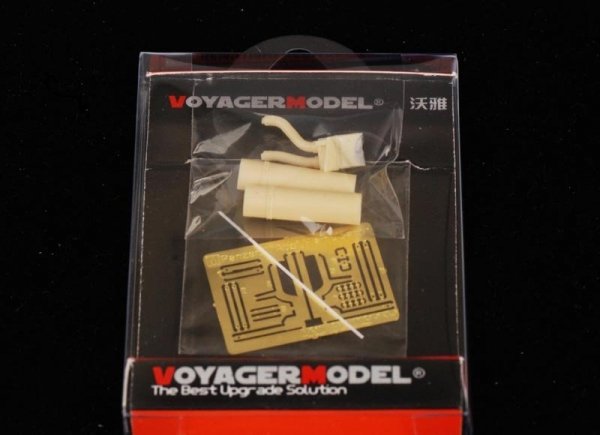 VOYAGERMODEL® 沃雅
VOYAGERMODEL®
The Best Upgrade Solution